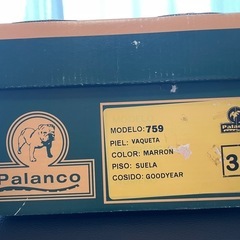 Palanco
MODELO: 759
PIEL: VAQUETA
COLOR: MARRON
PISO: SUELA
COSIDO: GOODYEAR
Palanco
3